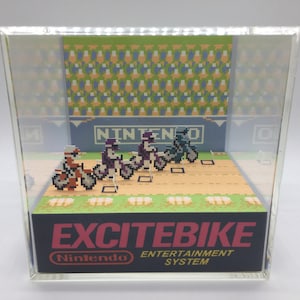 NINTENDO
EXCITEBIKE
Nintendo
ENTERTAINMENT
SYSTEM